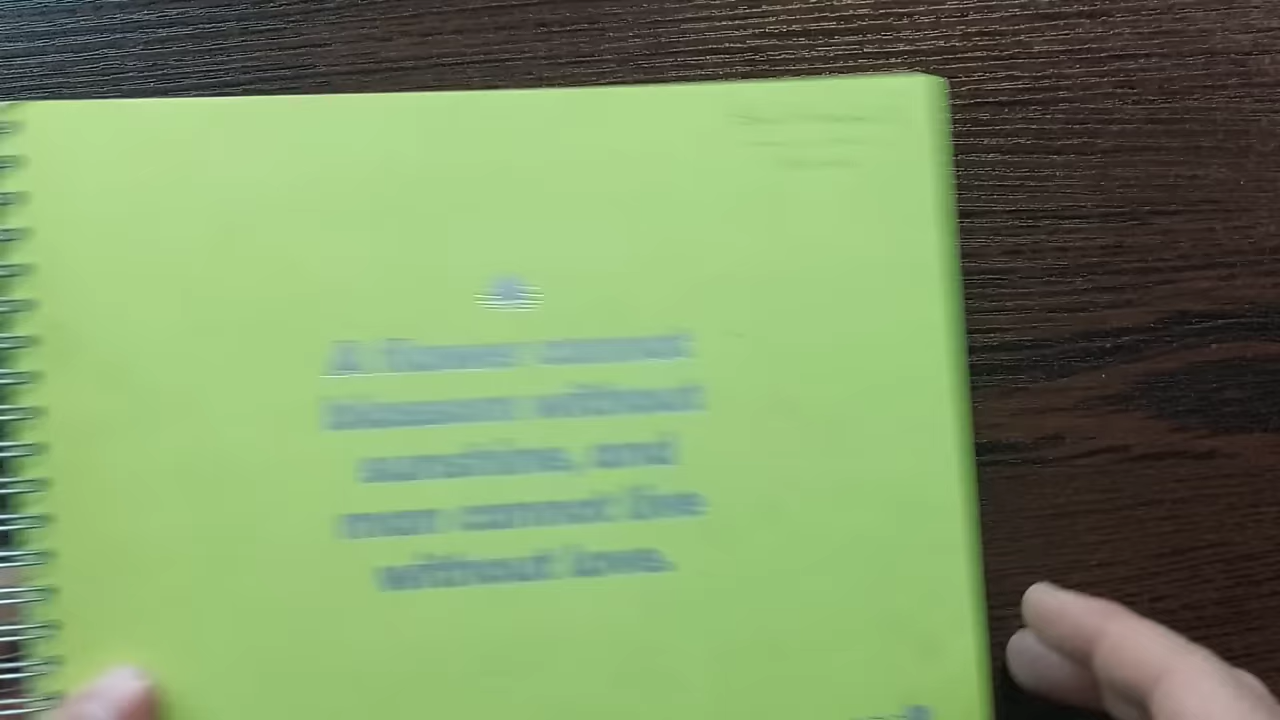 A flower cannot
blossom without
sunshine, and
man cannot live
without love.